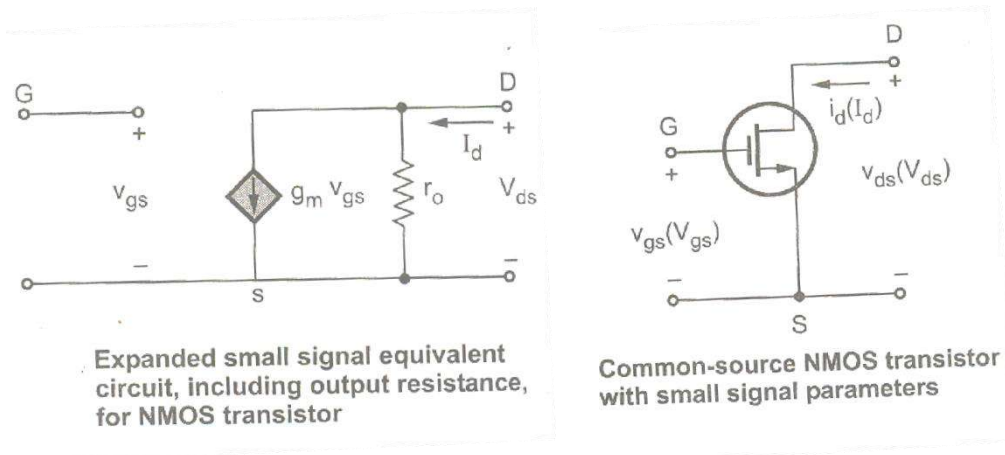 G
+
v_gs
−
g_m v_gs
r_o
D
+
I_d
V_ds
−
s
Expanded small signal equivalent
circuit, including output resistance,
for NMOS transistor
D
+
i_d(I_d)
G
+
v_ds(V_ds)
v_gs(V_gs)
−
−
S
Common-source NMOS transistor
with small signal parameters